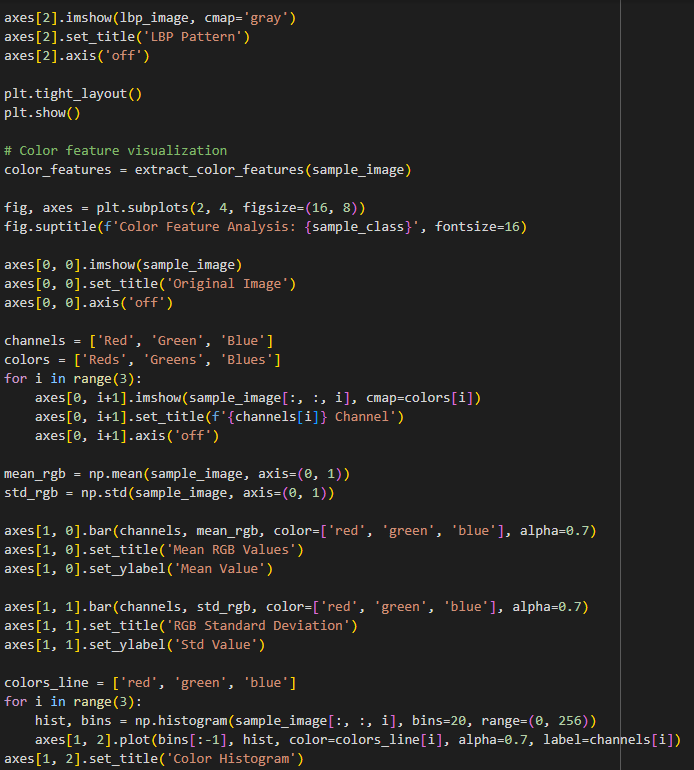 axes[2].imshow(lbp_image, cmap='gray')
axes[2].set_title('LBP Pattern')
axes[2].axis('off')
plt.tight_layout()
plt.show()
# Color feature visualization
color_features = extract_color_features(sample_image)
fig, axes = plt.subplots(2, 4, figsize=(16, 8))
fig.suptitle(f'Color Feature Analysis: {sample_class}', fontsize=16)
axes[0, 0].imshow(sample_image)
axes[0, 0].set_title('Original Image')
axes[0, 0].axis('off')
channels = ['Red', 'Green', 'Blue']
colors = ['Reds', 'Greens', 'Blues']
for i in range(3):
    axes[0, i+1].imshow(sample_image[:, :, i], cmap=colors[i])
    axes[0, i+1].set_title(f'{channels[i]} Channel')
    axes[0, i+1].axis('off')
mean_rgb = np.mean(sample_image, axis=(0, 1))
std_rgb = np.std(sample_image, axis=(0, 1))
axes[1, 0].bar(channels, mean_rgb, color=['red', 'green', 'blue'], alpha=0.7)
axes[1, 0].set_title('Mean RGB Values')
axes[1, 0].set_ylabel('Mean Value')
axes[1, 1].bar(channels, std_rgb, color=['red', 'green', 'blue'], alpha=0.7)
axes[1, 1].set_title('RGB Standard Deviation')
axes[1, 1].set_ylabel('Std Value')
colors_line = ['red', 'green', 'blue']
for i in range(3):
    hist, bins = np.histogram(sample_image[:, :, i], bins=20, range=(0, 256))
    axes[1, 2].plot(bins[:-1], hist, color=colors_line[i], alpha=0.7, label=channels[i])
axes[1, 2].set_title('Color Histogram')